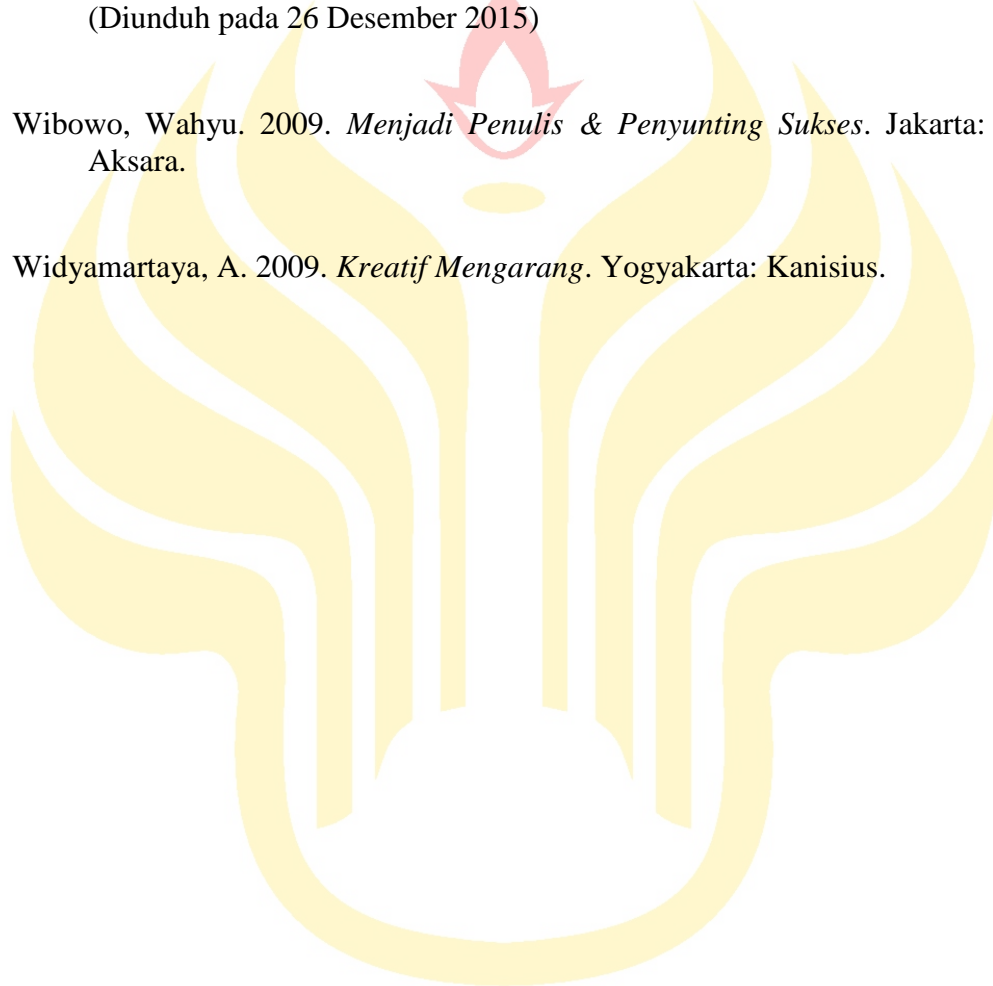 (Diunduh pada 26 Desember 2015)
Wibowo, Wahyu. 2009. Menjadi Penulis & Penyunting Sukses. Jakarta:
Aksara.
Widyamartaya, A. 2009. Kreatif Mengarang. Yogyakarta: Kanisius.